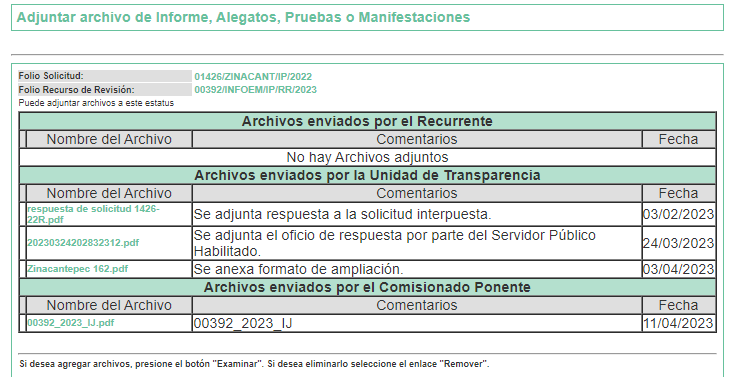 Adjuntar archivo de Informe, Alegatos, Pruebas o Manifestaciones
Folio Solicitud: 01426/ZINACANT/IP/2022
Folio Recurso de Revisión: 00392/INFOEM/IP/RR/2023
Puede adjuntar archivos a este estatus
Archivos enviados por el Recurrente
Nombre del Archivo Comentarios Fecha
No hay Archivos adjuntos
Archivos enviados por la Unidad de Transparencia
Nombre del Archivo Comentarios Fecha
respuesta de solicitud 1426-
22R.pdf
Se adjunta respuesta a la solicitud interpuesta. 03/02/2023
20230324202832312.pdf
Se adjunta el oficio de respuesta por parte del Servidor Público
Habilitado.
24/03/2023
Zinacantepec 162.pdf Se anexa formato de ampliación. 03/04/2023
Archivos enviados por el Comisionado Ponente
Nombre del Archivo Comentarios Fecha
00392_2023_IJ.pdf 00392_2023_IJ 11/04/2023
Si desea agregar archivos, presione el botón "Examinar". Si desea eliminarlo seleccione el enlace "Remover".